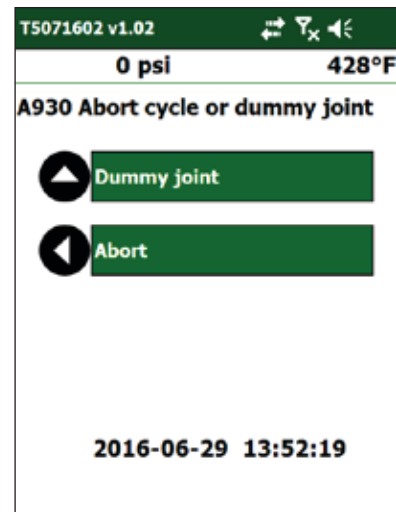 T5071602 v1.02
0 psi 428°F
A930 Abort cycle or dummy joint
Dummy joint
Abort
2016-06-29 13:52:19